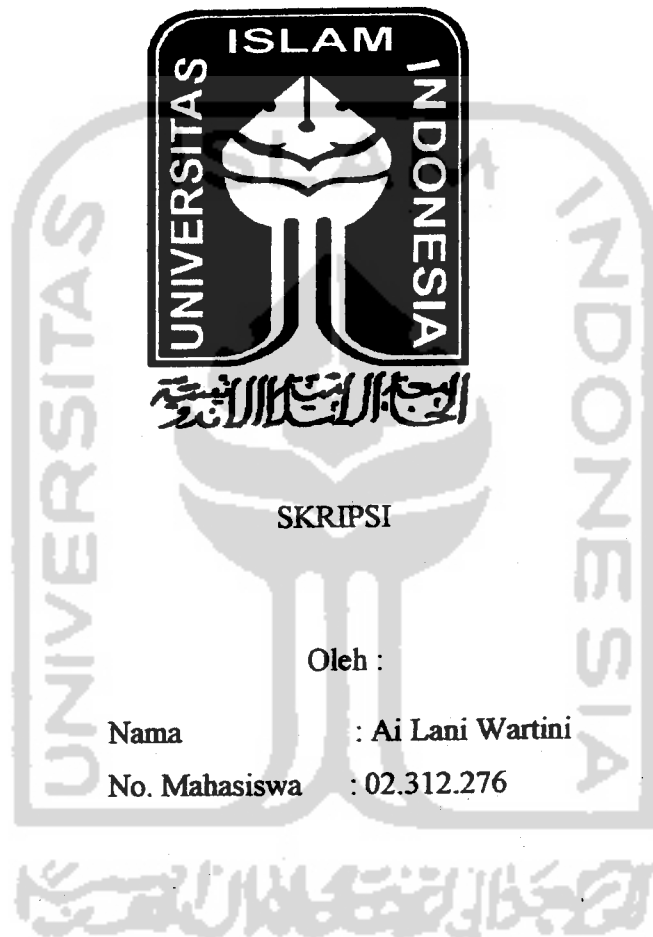 UNIVERSITAS ISLAM INDONESIA
SKRIPSI
Oleh :
Nama : Ai Lani Wartini
No. Mahasiswa : 02.312.276